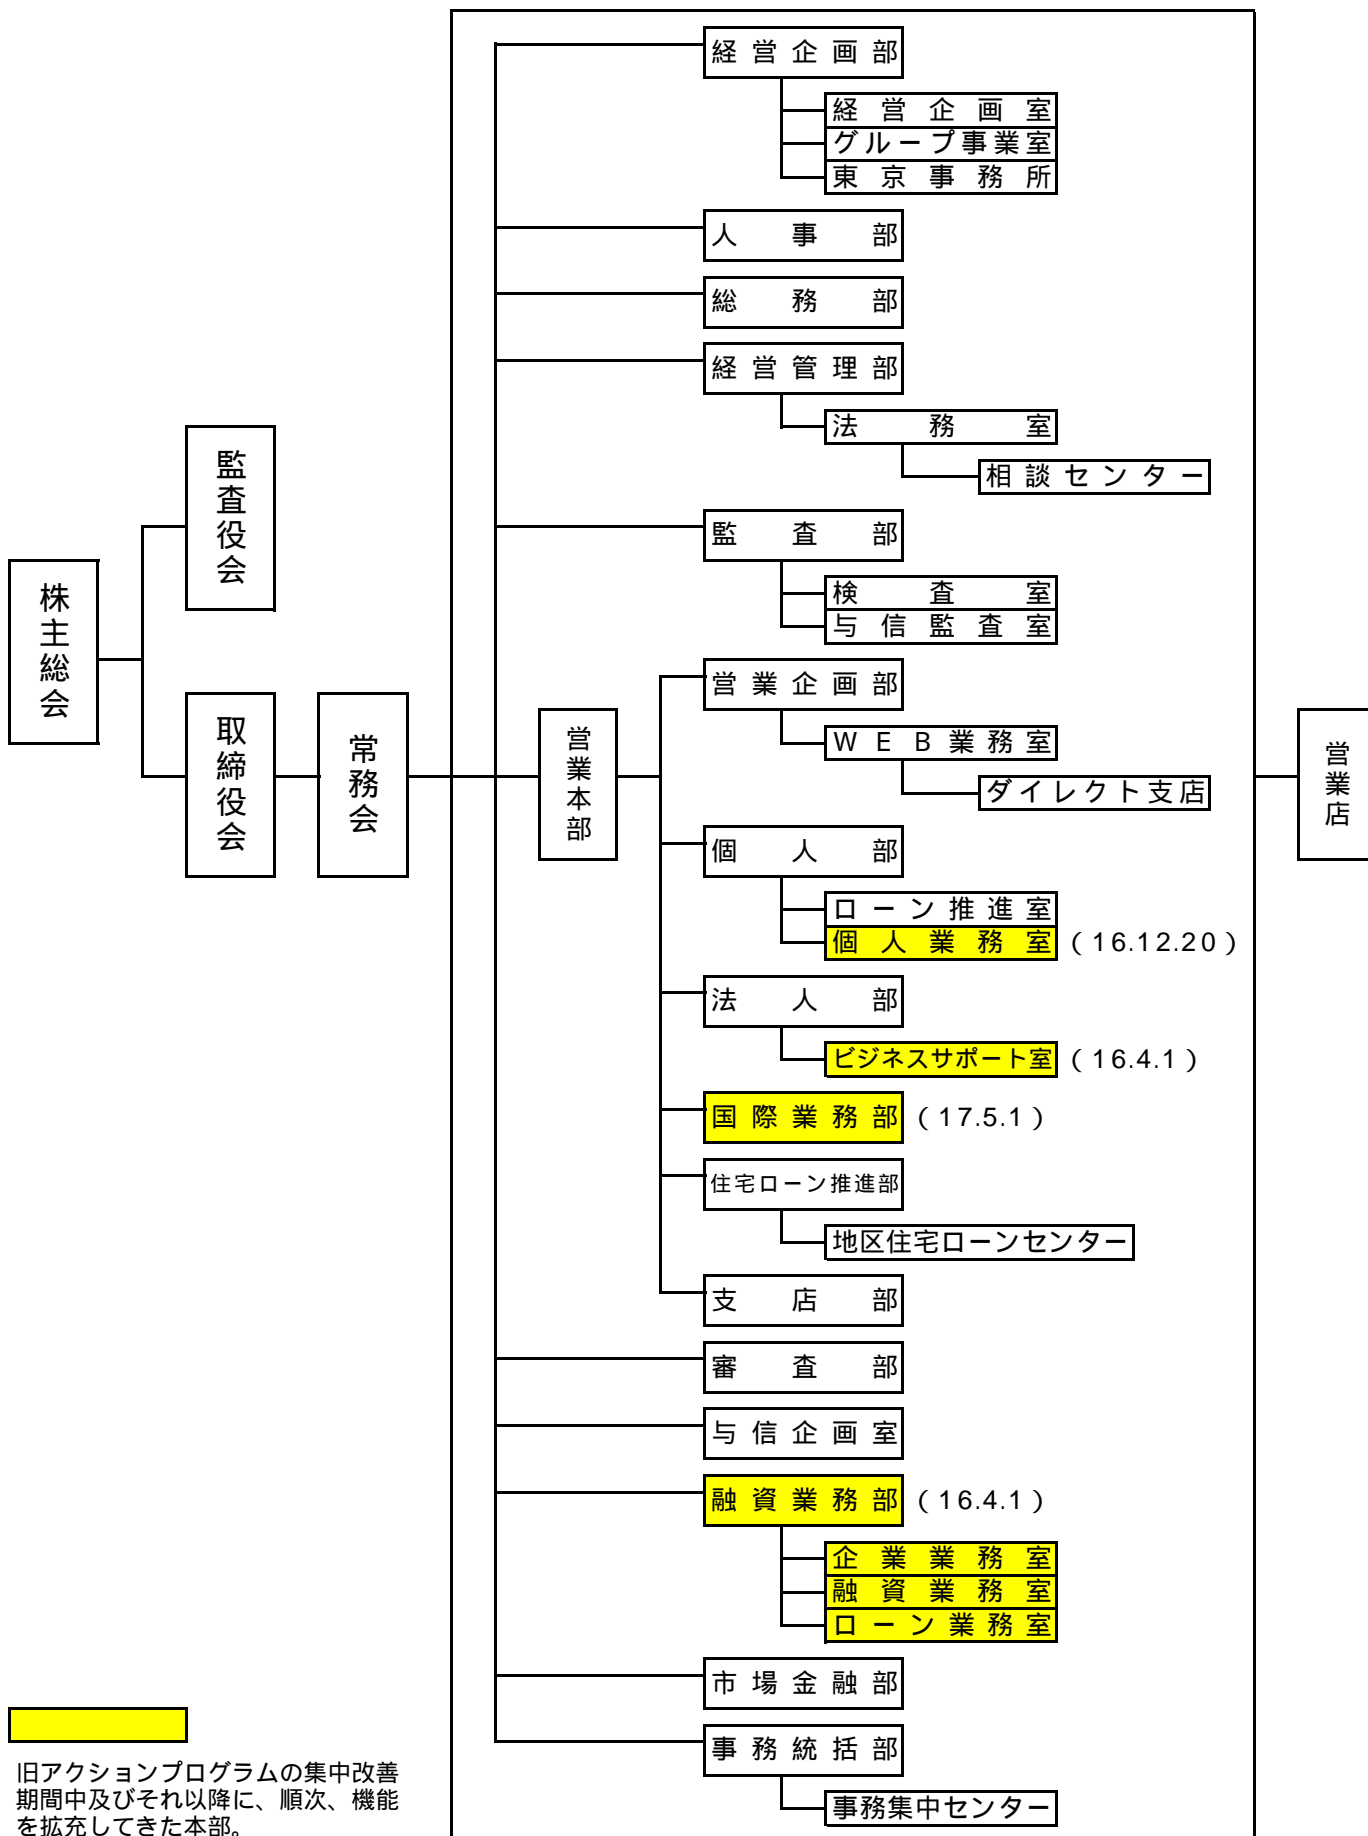 経営企画部
経営企画室
グループ事業室
東京事務所
人事部
総務部
経営管理部
法務室
相談センター
監査部
検査室
与信監査室
監査役会
株主総会
取締役会
常務会
営業本部
営業企画部
ＷＥＢ業務室
ダイレクト支店
営業店
個人部
ローン推進室
個人業務室（16.12.20）
法人部
ビジネスサポート室（16.4.1）
国際業務部（17.5.1）
住宅ローン推進部
地区住宅ローンセンター
支店部
審査部
与信企画室
融資業務部（16.4.1）
企業業務室
融資業務室
ローン業務室
市場金融部
事務統括部
事務集中センター
旧アクションプログラムの集中改善
期間中及びそれ以降に、順次、機能
を拡充してきた本部。